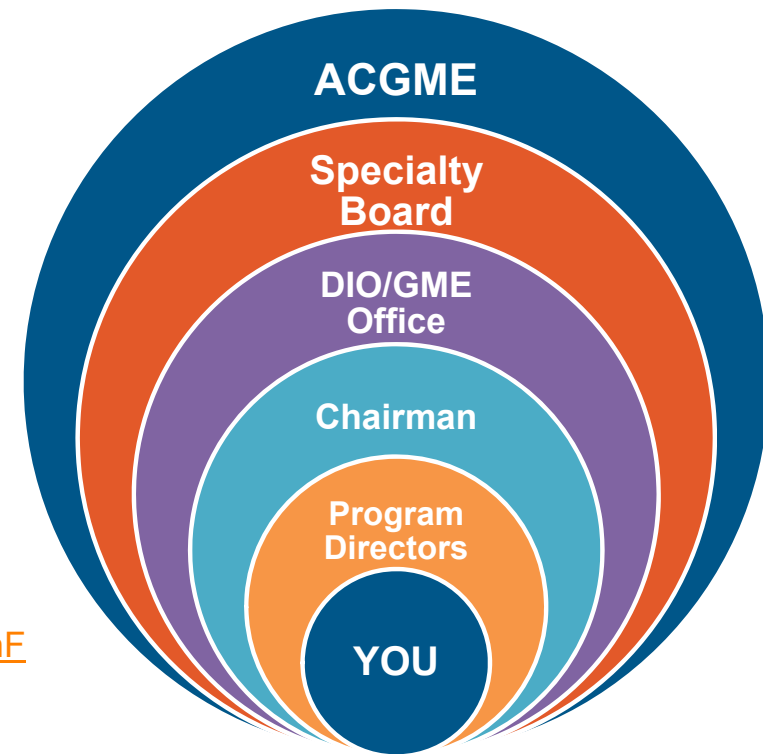 ACGME
Specialty
Board
DIO/GME
Office
Chairman
Program
Directors
YOU